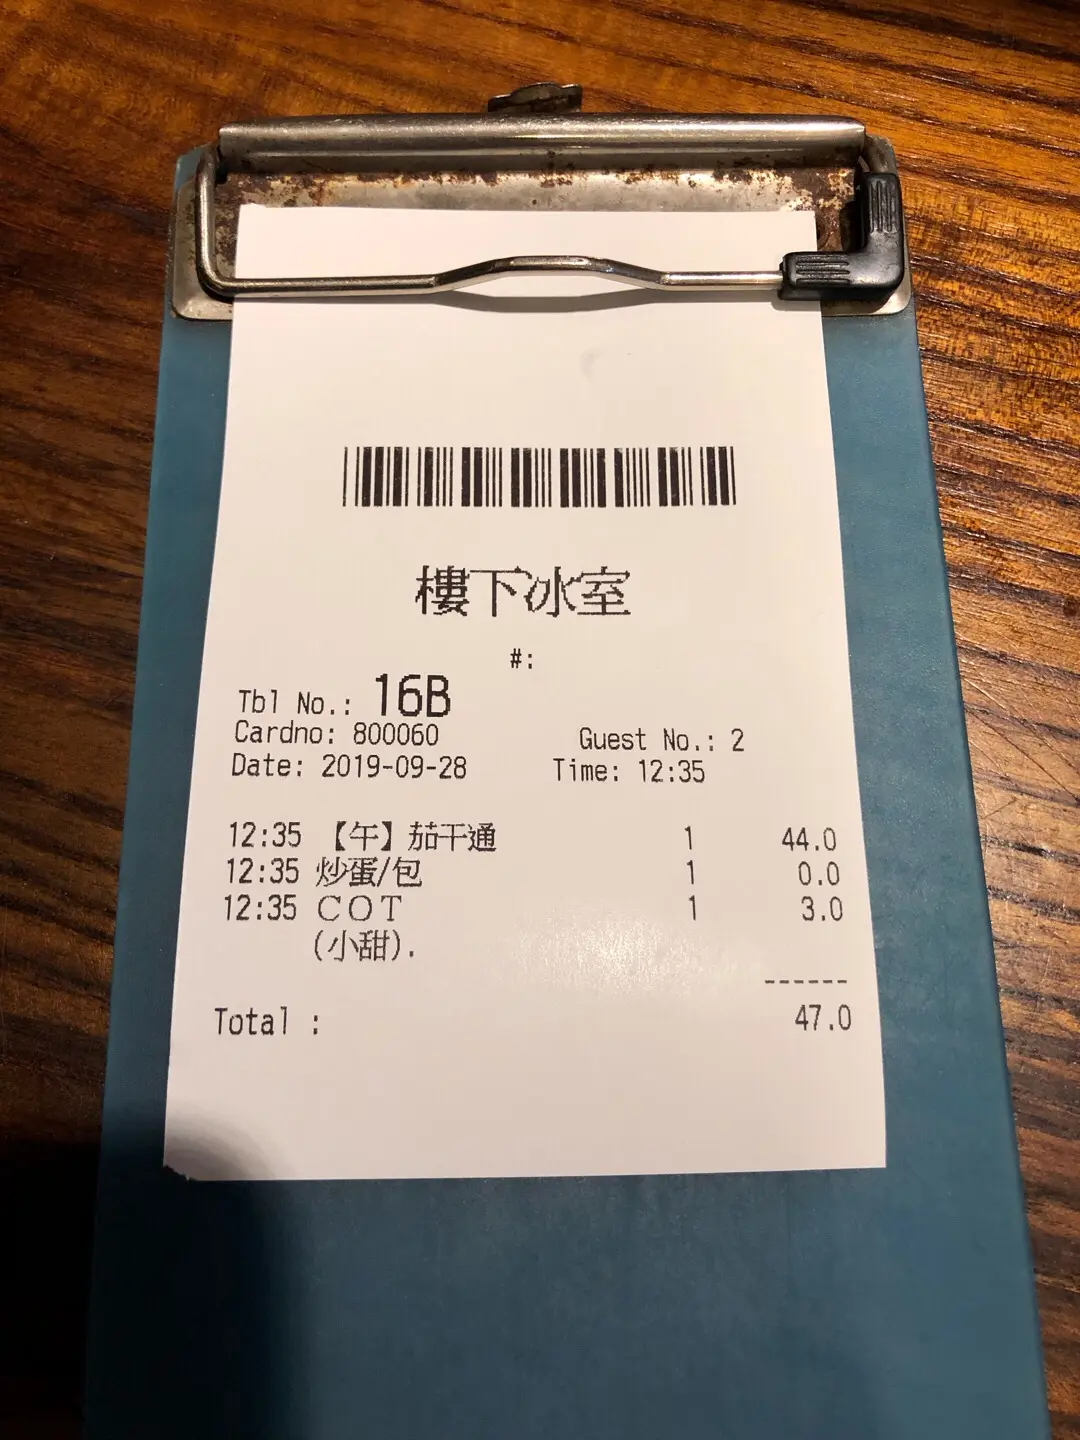 樓下冰室
#:
Tbl No.: 16B
Cardno: 800060 Guest No.: 2
Date: 2019-09-28 Time: 12:35
12:35 【午】茄干通 1 44.0
12:35 炒蛋/包 1 0.0
12:35 ＣＯＴ 1 3.0
(小甜).
------
Total : 47.0